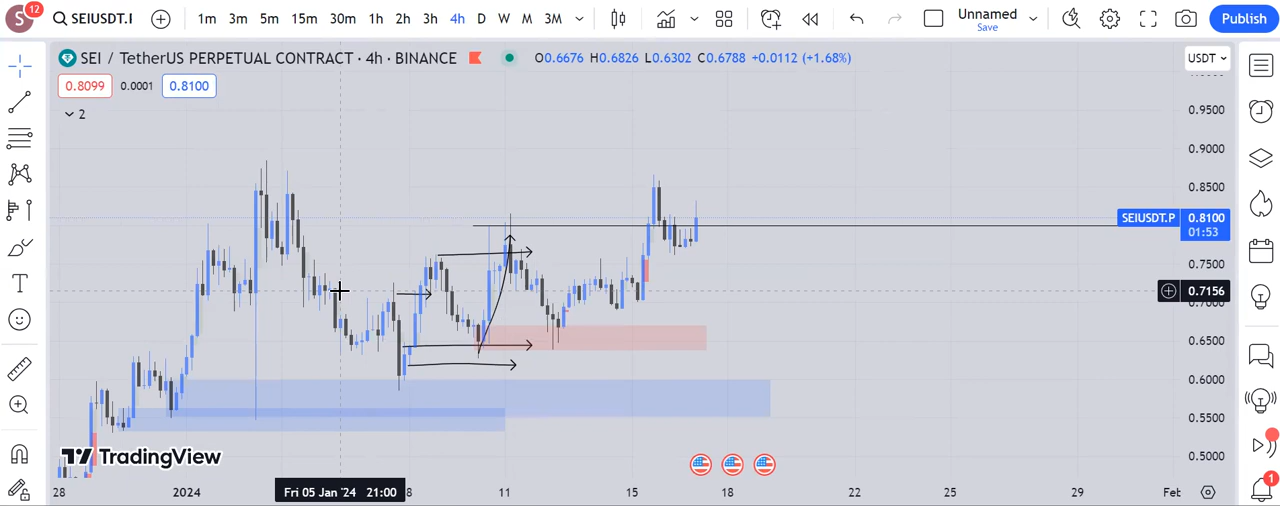 S 12 SEIUSDT.I 1m 3m 5m 15m 30m 1h 2h 3h 4h D W M 3M Unnamed Save Publish
SEI / TetherUS PERPETUAL CONTRACT · 4h · BINANCE O0.6676 H0.6826 L0.6302 C0.6788 +0.0112 (+1.68%) USDT
0.8099 0.0001 0.8100
2
0.9500
0.9000
0.8500
SEIUSDT.P 0.8100
01:53
0.7500
0.7156
0.6500
0.6000
0.5500
0.5000
TradingView
28 2024 Fri 05 Jan '24 21:00 8 11 15 18 22 25 29 Feb